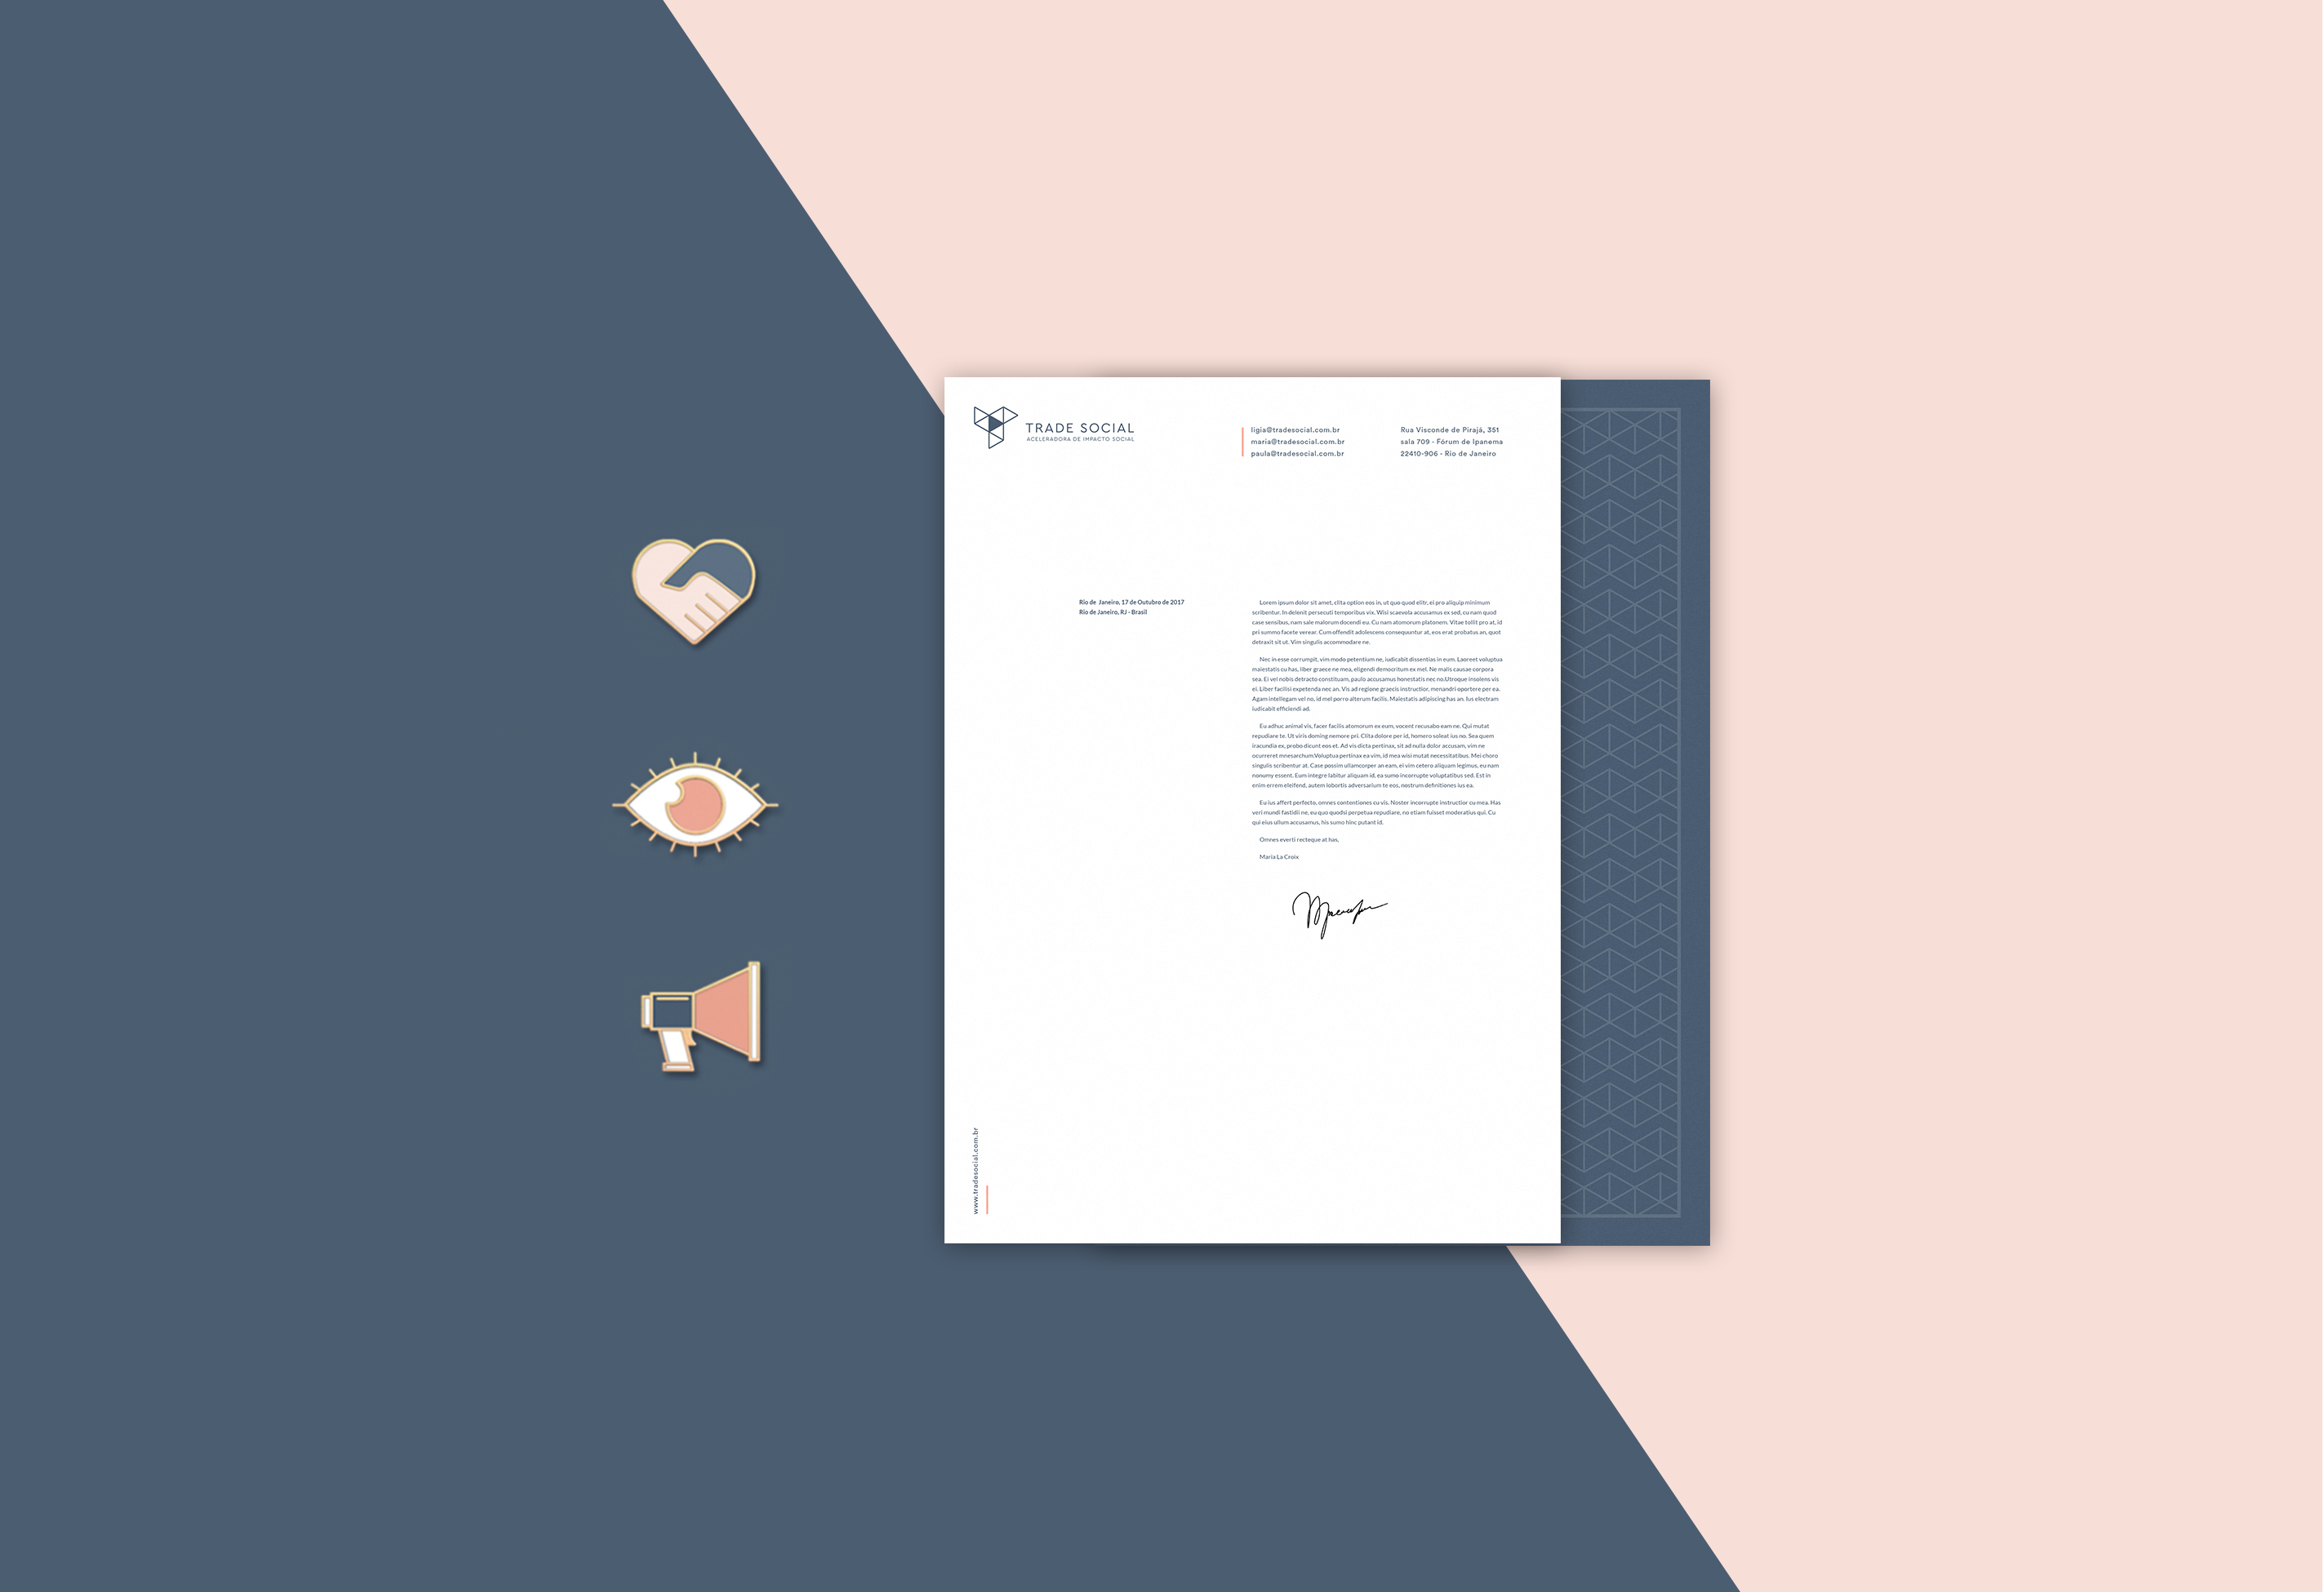 TRADE SOCIAL
ACELERADORA DE IMPACTO SOCIAL
ligia@tradesocial.com.br
maria@tradesocial.com.br
paula@tradesocial.com.br
Rua Visconde de Pirajá, 351
sala 709 - Fórum de Ipanema
22410-906 - Rio de Janeiro
Rio de Janeiro, 17 de Outubro de 2017
Rio de Janeiro, RJ - Brasil
Lorem ipsum dolor sit amet, clita option eos in, ut quo quod elitr, ei pro aliquip minimum
scribentur. In delenit persecuti temporibus vix. Wisi scaevola accusamus ex sed, cu nam quod
case sensibus, nam sale malorum docendi eu. Cu nam atomorum platonem. Vitae tollit pro at, id
pri summo facete verear. Cum offendit adolescens consequuntur at, eos erat probatus an, quot
detraxit sit ut. Vim singulis accommodare ne.
Nec in esse corrumpit, vim modo petentium ne, iudicabit dissentias in eum. Laoreet voluptua
maiestatis cu has, liber graece ne mea, eligendi democritum ex mel. Ne malis causae corpora
sea. Ei vel nobis detracto constituam, paulo accusamus honestatis nec no.Utroque insolens vis
ei. Liber facilisi expetenda nec an. Vis ad regione graecis instructior, menandri oportere per ea.
Agam intellegam vel no, id mel porro alterum facilis. Maiestatis adipiscing has an. Ius electram
iudicabit efficiendi ad.
Eu adhuc animal vis, facer facilis atomorum ex eum, vocent recusabo eam ne. Qui mutat
repudiare te. Ut viris doming nemore pri. Clita dolore per id, homero soleat ius no. Sea quem
iracundia ex, probo dicunt eos et. Ad vis dicta pertinax, sit ad nulla dolor accusam, vim ne
ocurreret mnesarchum.Voluptua pertinax ea vim, id mea wisi mutat necessitatibus. Mei choro
singulis scribentur at. Case possim ullamcorper an eam, ei vim cetero aliquam legimus, eu nam
nonumy essent. Eum integre labitur aliquam id, ea sumo incorrupte voluptatibus sed. Est in
enim errem eleifend, autem lobortis adversarium te eos, nostrum definitiones ius ea.
Eu ius affert perfecto, omnes contentiones cu vis. Noster incorrupte instructior cu mea. Has
veri mundi fastidii ne, eu quo quodsi perpetua repudiare, no etiam fuisset moderatius qui. Cu
qui eius ullum accusamus, his sumo hinc putant id.
Omnes everti recteque at has,
Maria La Croix
www.tradesocial.com.br